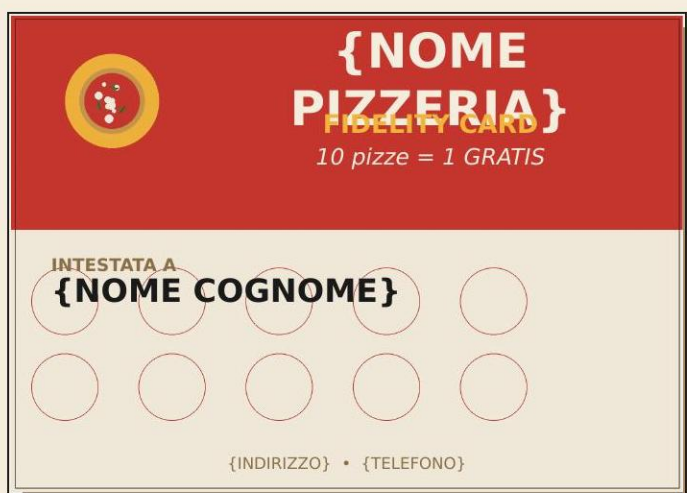 {NOME
PIZZERIA}
FIDELITY CARD
10 pizze = 1 GRATIS
INTESTATA A
{NOME COGNOME}
{INDIRIZZO} • {TELEFONO}